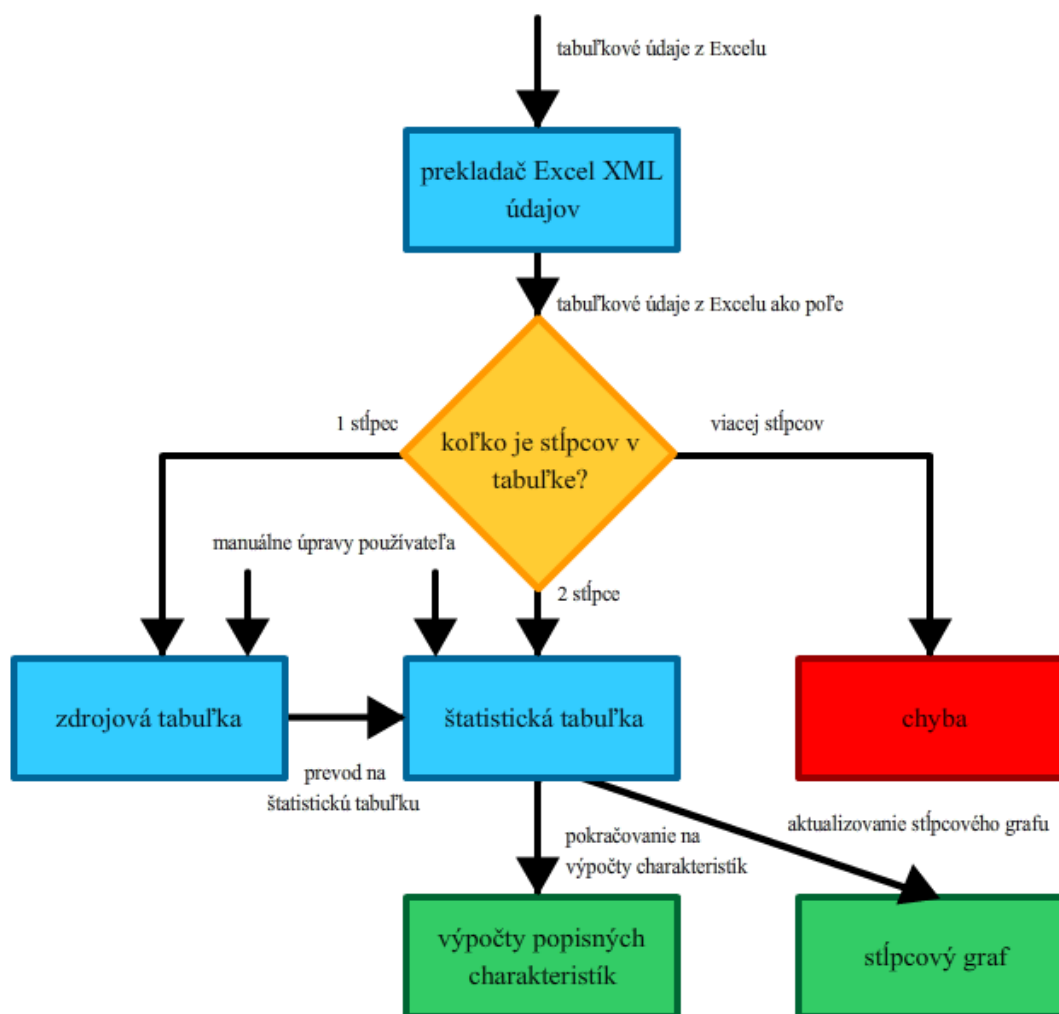 tabuľkové údaje z Excelu
prekladač Excel XML
údajov
tabuľkové údaje z Excelu ako poľe
1 stĺpec
viacej stĺpcov
koľko je stĺpcov v
tabuľke?
manuálne úpravy používateľa
2 stĺpce
zdrojová tabuľka
štatistická tabuľka
chyba
prevod na
štatistickú tabuľku
pokračovanie na
výpočty charakteristík
aktualizovanie stĺpcového grafu
výpočty popisných
charakteristík
stĺpcový graf